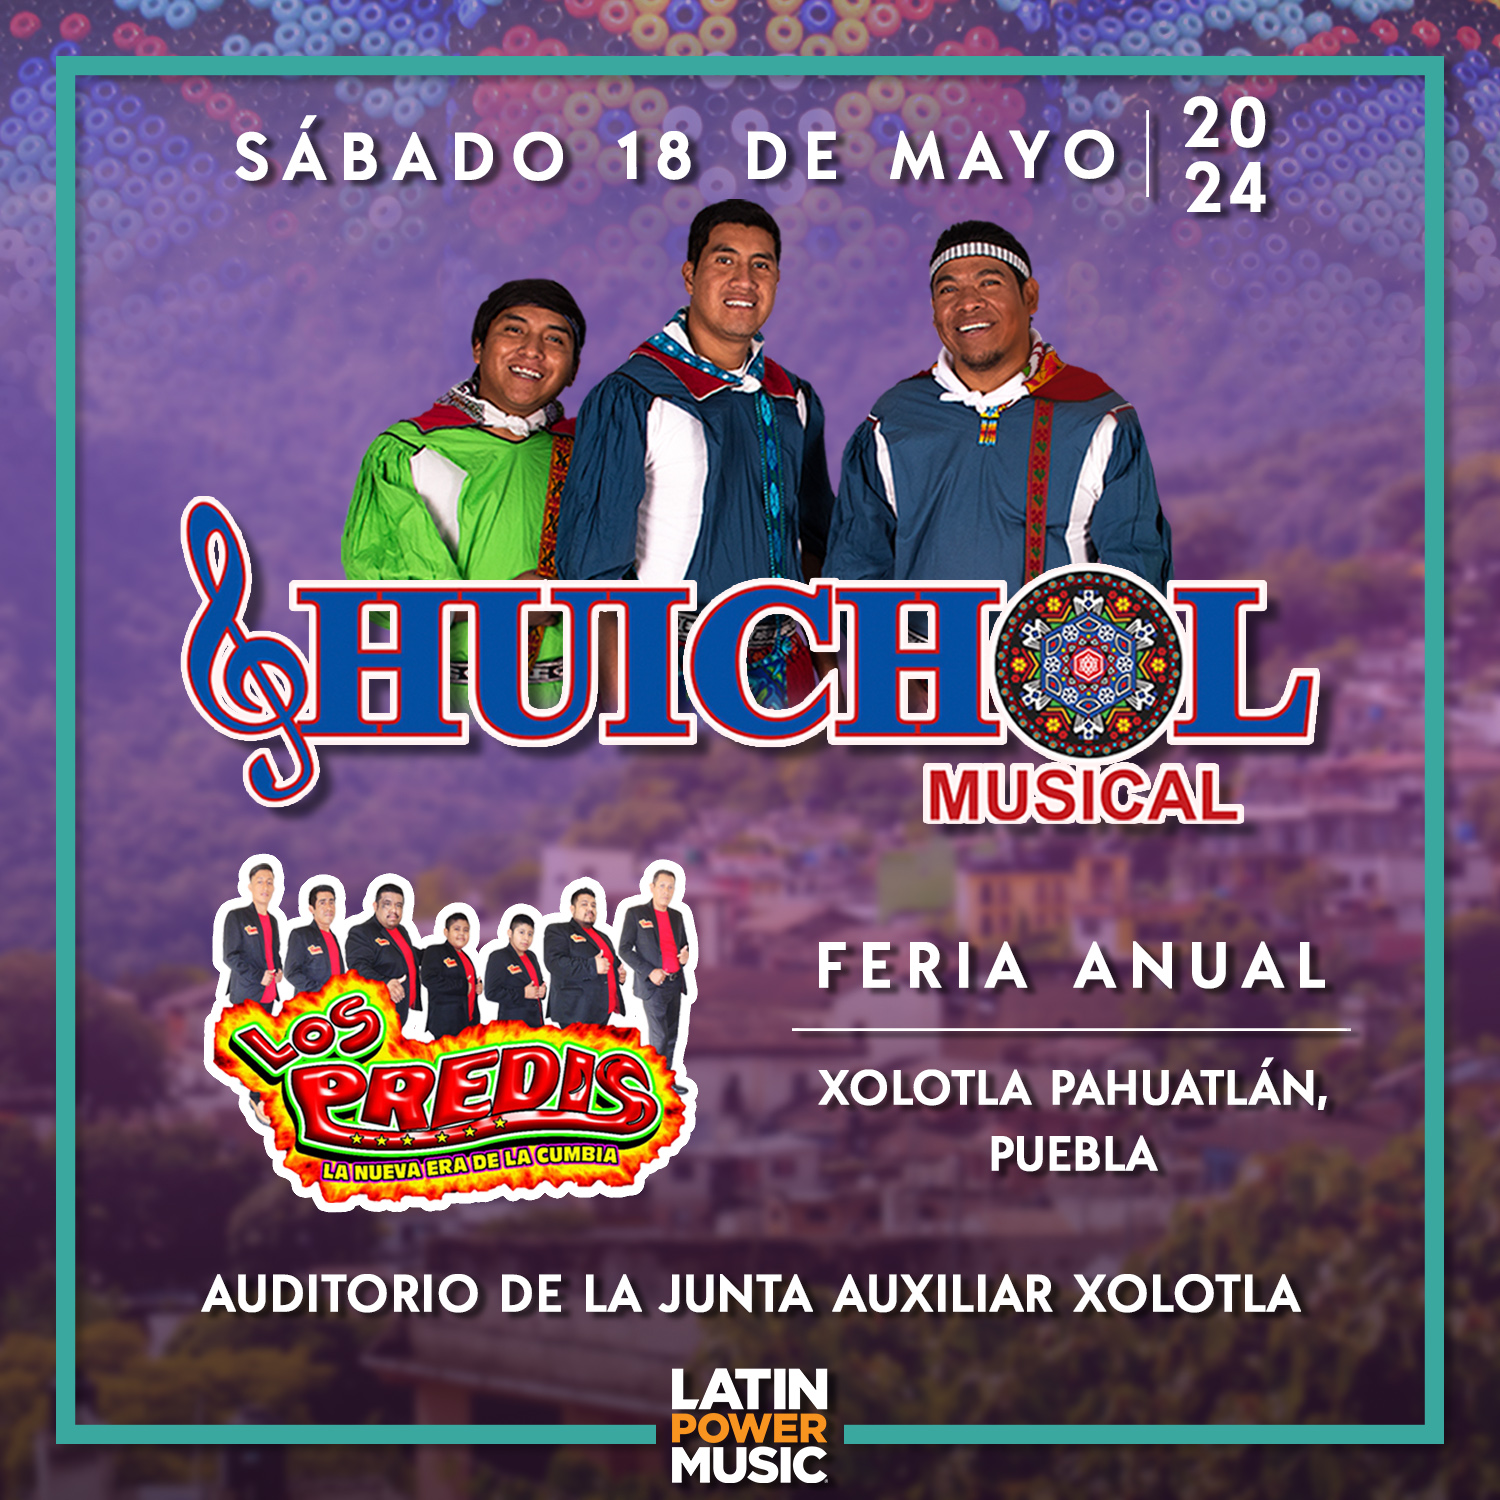 SÁBADO 18 DE MAYO
20
24
HUICHOL
MUSICAL
LOS
PREDIS
LA NUEVA ERA DE LA CUMBIA
FERIA ANUAL
XOLOTLA PAHUATLÁN,
PUEBLA
AUDITORIO DE LA JUNTA AUXILIAR XOLOTLA
LATIN
POWER
MUSIC